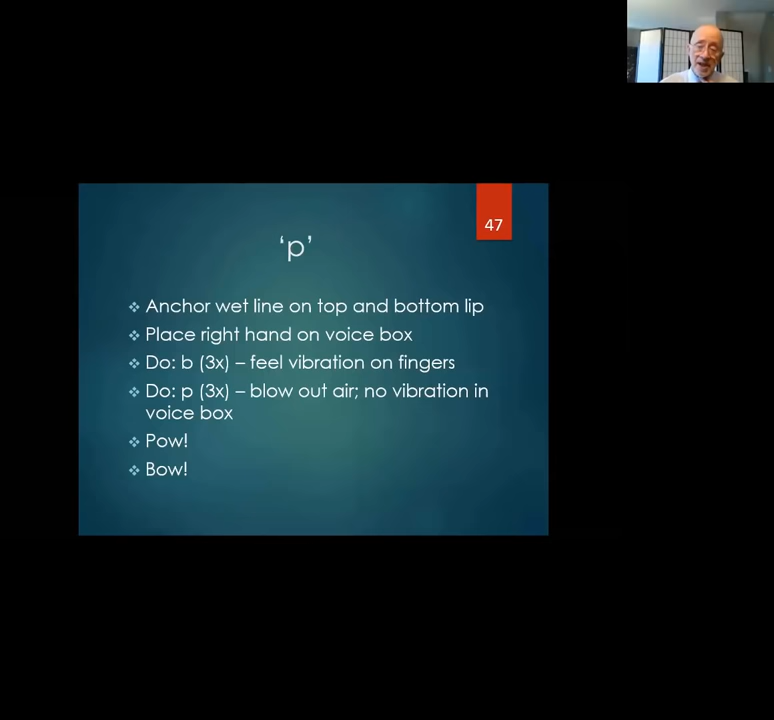 47
‘p’
❖ Anchor wet line on top and bottom lip
❖ Place right hand on voice box
❖ Do: b (3x) – feel vibration on fingers
❖ Do: p (3x) – blow out air; no vibration in
voice box
❖ Pow!
❖ Bow!